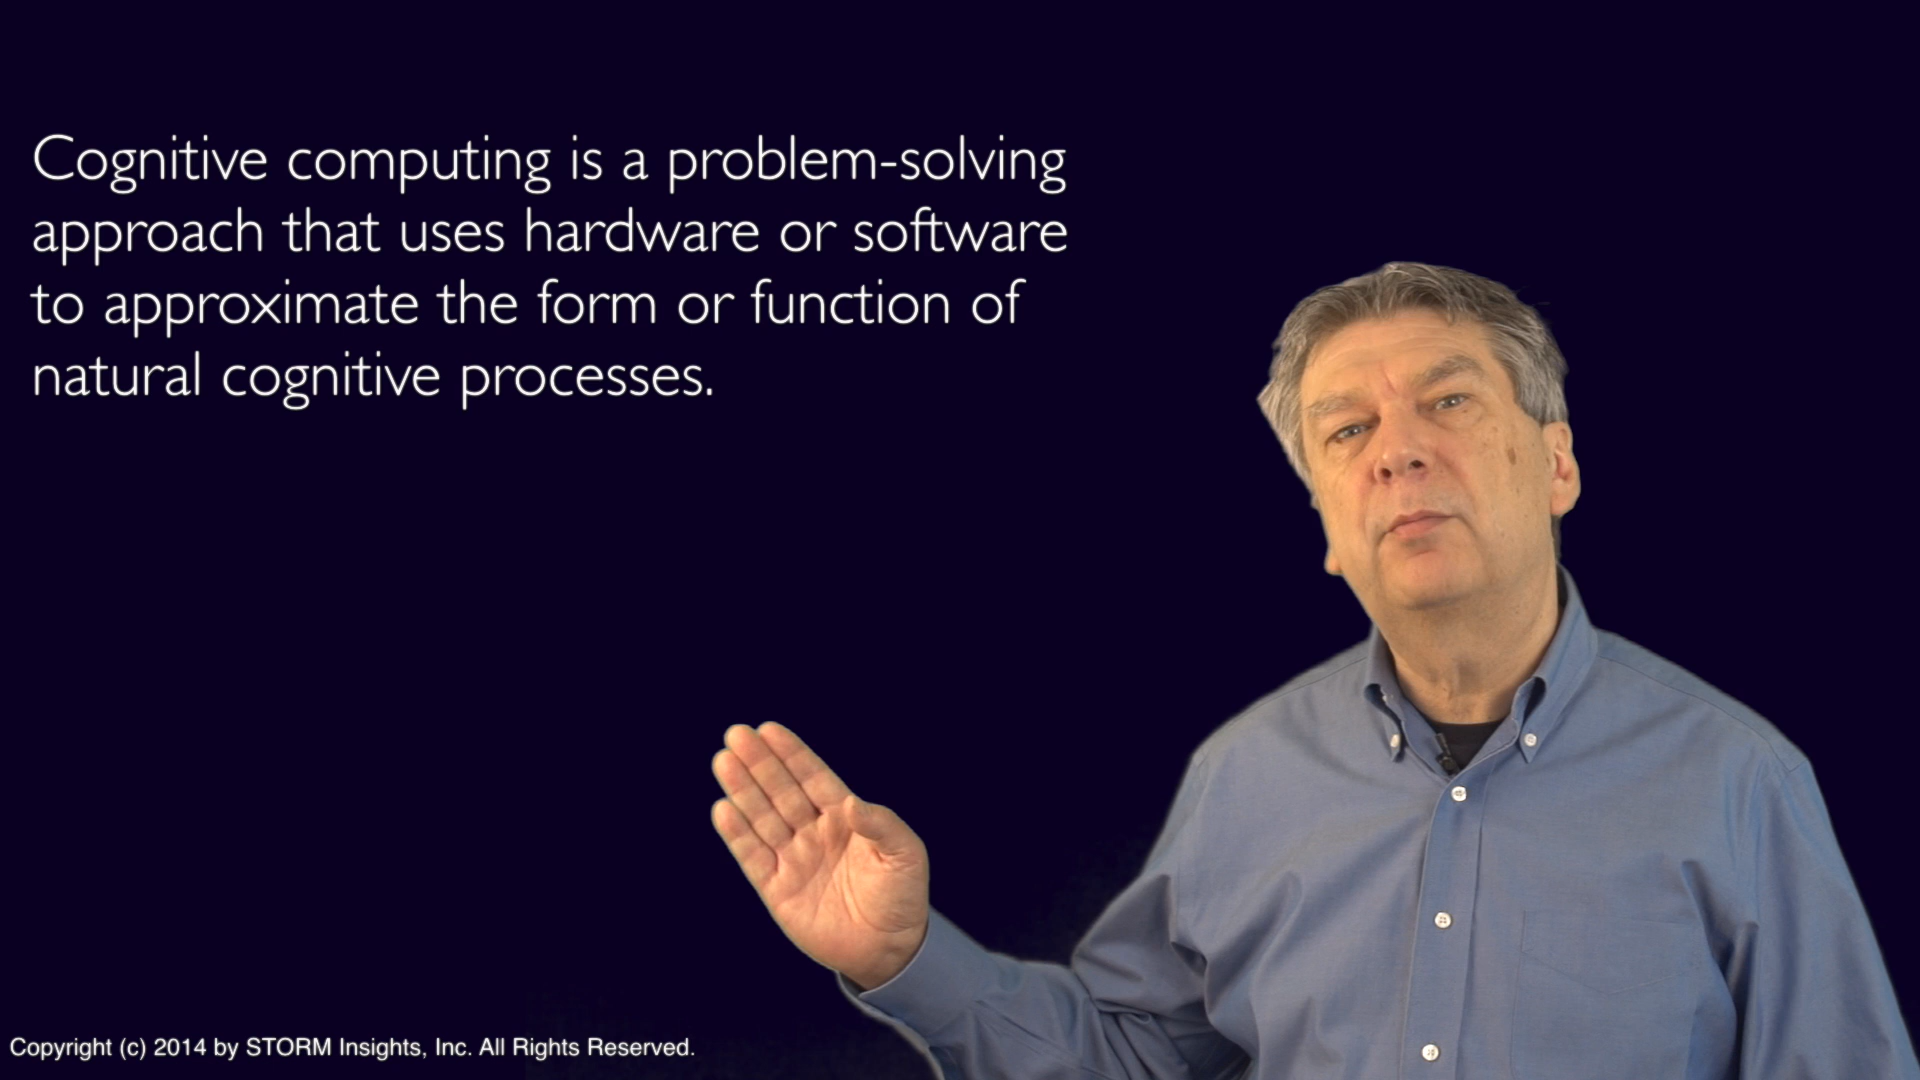 Cognitive computing is a problem-solving
approach that uses hardware or software
to approximate the form or function of
natural cognitive processes.
Copyright (c) 2014 by STORM Insights, Inc. All Rights Reserved.